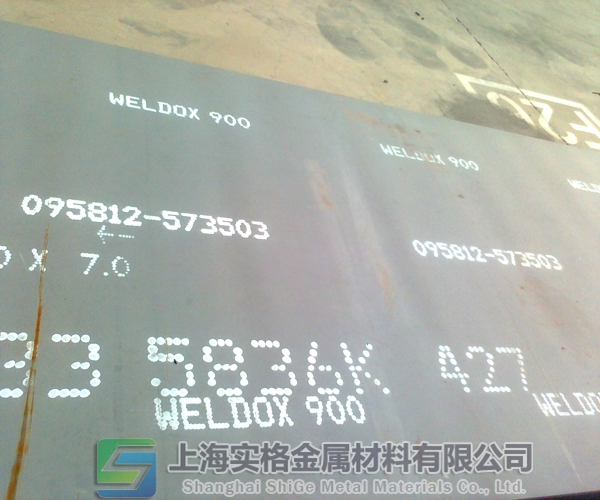 WELDOX 900
WELDOX 900
095812-573503
095812-573503
X 7.0
5836K 427
WELDOX 900
上海实格金属材料有限公司
Shanghai ShiGe Metal Materials Co., Ltd.